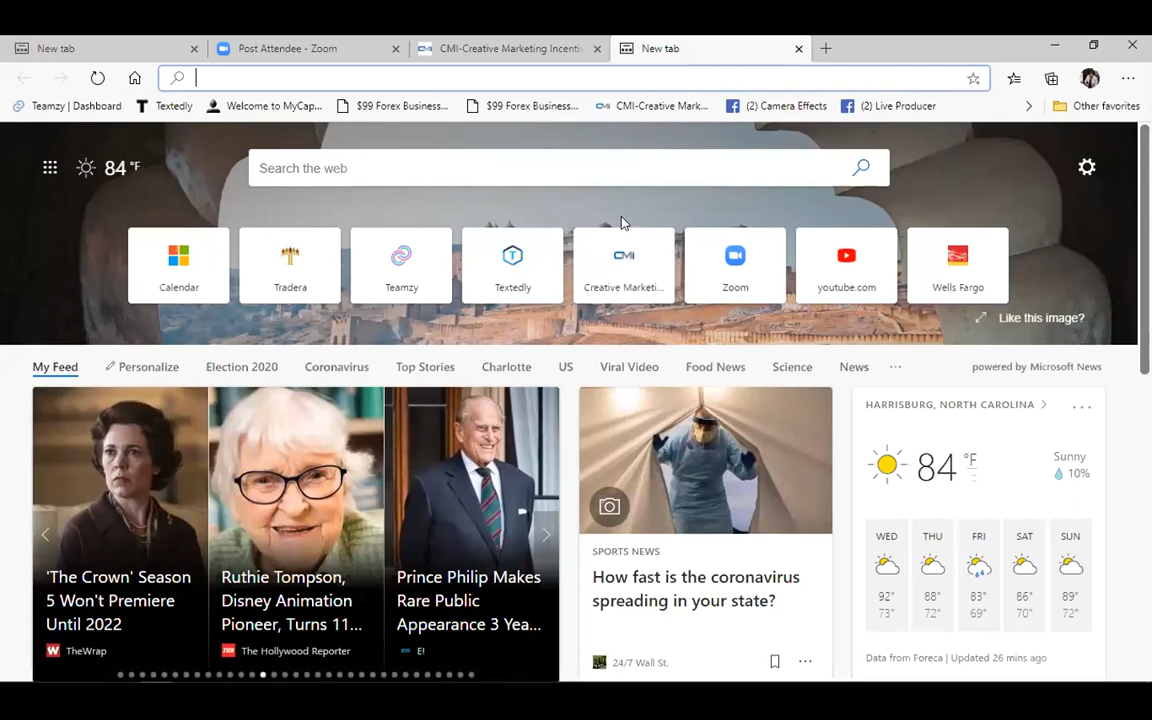 New tab
Post Attendee - Zoom
CMI-Creative Marketing Incenti
New tab
Teamzy | Dashboard
Textedly
Welcome to MyCap...
$99 Forex Business...
$99 Forex Business...
CMI-Creative Mark...
(2) Camera Effects
(2) Live Producer
Other favorites
84 °F
Search the web
Calendar
Tradera
Teamzy
Textedly
CMI
Creative Marketi...
Zoom
youtube.com
Wells Fargo
Like this image?
My Feed
Personalize
Election 2020
Coronavirus
Top Stories
Charlotte
US
Viral Video
Food News
Science
News
powered by Microsoft News
'The Crown' Season
5 Won't Premiere
Until 2022
TheWrap
Ruthie Tompson,
Disney Animation
Pioneer, Turns 11...
The Hollywood Reporter
Prince Philip Makes
Rare Public
Appearance 3 Yea...
E!
SPORTS NEWS
How fast is the coronavirus
spreading in your state?
24/7 Wall St.
HARRISBURG, NORTH CAROLINA
84 °F
Sunny
10%
WED THU FRI SAT SUN
92° 88° 83° 86° 89°
73° 72° 69° 70° 72°
Data from Foreca | Updated 26 mins ago